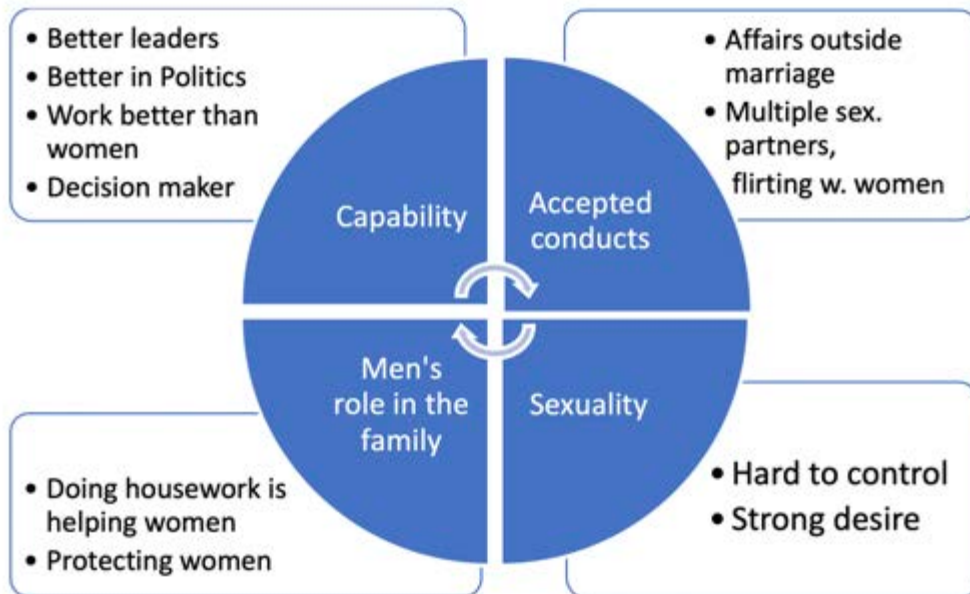 • Better leaders
• Better in Politics
• Work better than
women
• Decision maker
• Affairs outside
marriage
• Multiple sex.
partners,
flirting w. women
Capability
Accepted
conducts
Men's
role in the
family
Sexuality
• Doing housework is
helping women
• Protecting women
• Hard to control
• Strong desire